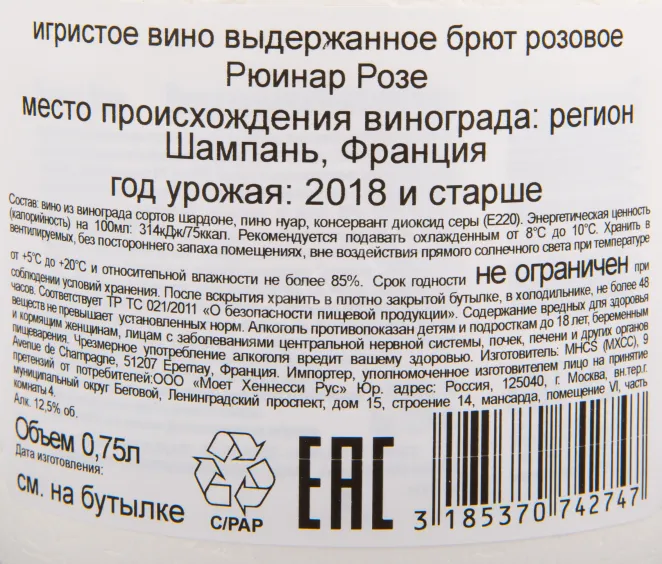 игристое вино выдержанное брют розовое
Рюинар Розе
место происхождения винограда: регион
Шампань, Франция
год урожая: 2018 и старше
Состав: вино из винограда сортов шардоне, пино нуар, консервант диоксид серы (Е220). Энергетическая ценность
(калорийность) на 100мл: 314кДж/75ккал. Рекомендуется подавать охлажденным от 8°С до 10°С. Хранить в
вентилируемых, без постороннего запаха помещениях, вне воздействия прямого солнечного света при температуре
от +5°С до +20°С и относительной влажности не более 85%. Срок годности не ограничен при
соблюдении условий хранения. После вскрытия хранить в плотно закрытой бутылке, в холодильнике, не более 48
часов. Соответствует ТР ТС 021/2011 «О безопасности пищевой продукции». Содержание вредных для здоровья
веществ не превышает установленных норм. Алкоголь противопоказан детям и подросткам до 18 лет, беременным
и кормящим женщинам, лицам с заболеваниями центральной нервной системы, почек, печени и других органов
пищеварения. Чрезмерное употребление алкоголя вредит вашему здоровью. Изготовитель: MHCS (МХСС), 9
Avenue de Champagne, 51207 Epernay, Франция. Импортер, уполномоченное изготовителем лицо на принятие
претензий от потребителей:ООО «Моет Хеннесси Рус» Юр. адрес: Россия, 125040, г. Москва, вн.тер.г.
муниципальный округ Беговой, Ленинградский проспект, дом 15, строение 14, мансарда, помещение VI, часть
комнаты 4.
Алк. 12,5% об.
Объем 0,75л
Дата изготовления:
см. на бутылке
C/PAP
ЕАС
3 185370 742747